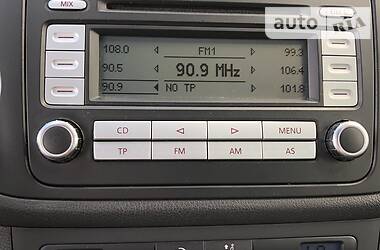 MIX
auto RIA
108.0 FM1 99.3
90.5 90.9 MHz 106.4
90.9 NO TP 101.8
CD MENU
TP FM AM AS